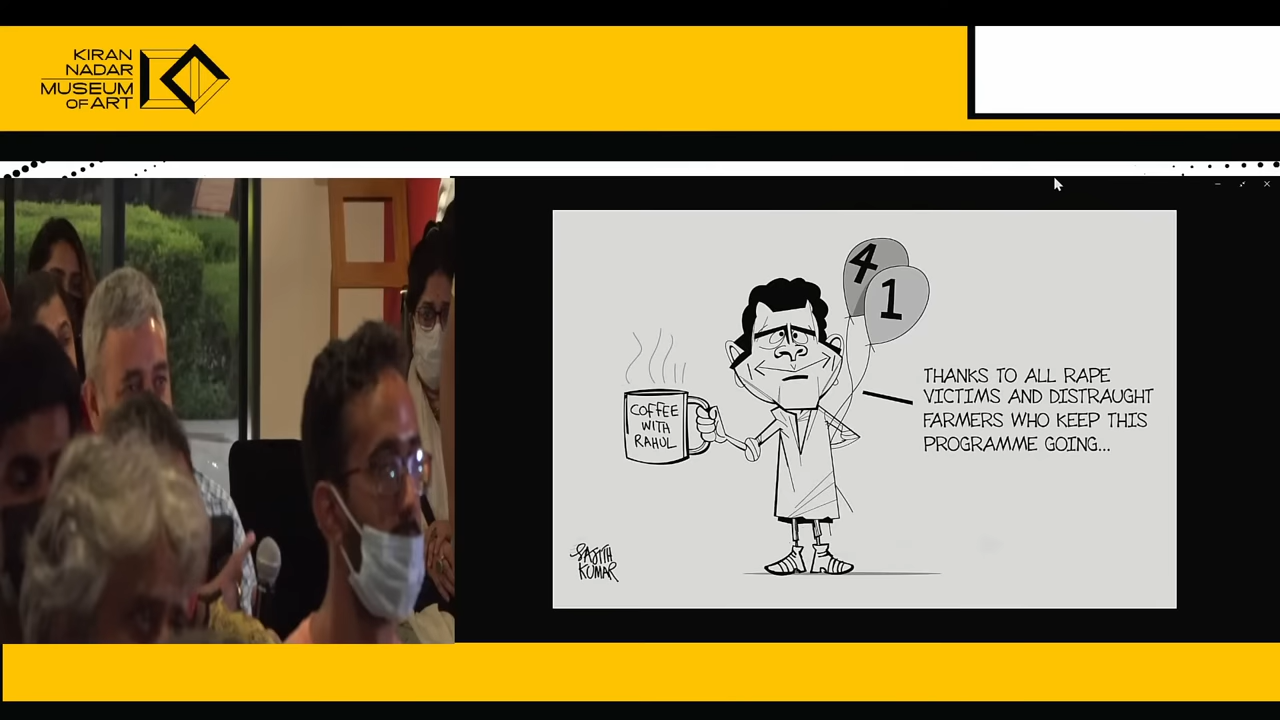 KIRAN
NADAR
MUSEUM
OF ART
4
1
COFFEE
WITH
RAHUL
THANKS TO ALL RAPE
VICTIMS AND DISTRAUGHT
FARMERS WHO KEEP THIS
PROGRAMME GOING...
SAJITH
KUMAR